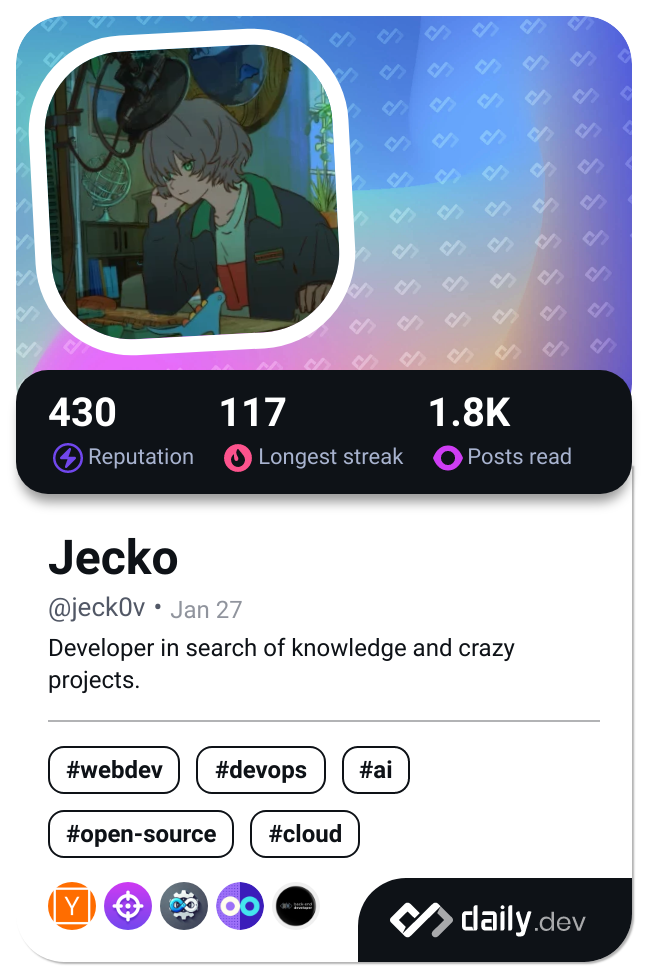 430 117 1.8K
Reputation Longest streak Posts read
Jecko
@jeck0v • Jan 27
Developer in search of knowledge and crazy
projects.
#webdev #devops #ai
#open-source #cloud
Y
daily.dev